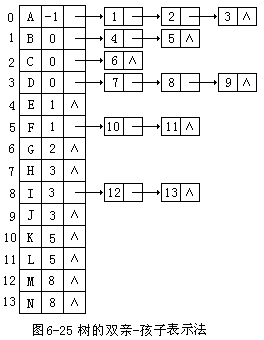 0 A -1 1 2 3 ∧
1 B 0 4 5 ∧
2 C 0 6 ∧
3 D 0 7 8 9 ∧
4 E 1 ∧
5 F 1 10 11 ∧
6 G 2 ∧
7 H 3 ∧
8 I 3 12 13 ∧
9 J 3 ∧
10 K 5 ∧
11 L 5 ∧
12 M 8 ∧
13 N 8 ∧
图6-25 树的双亲-孩子表示法